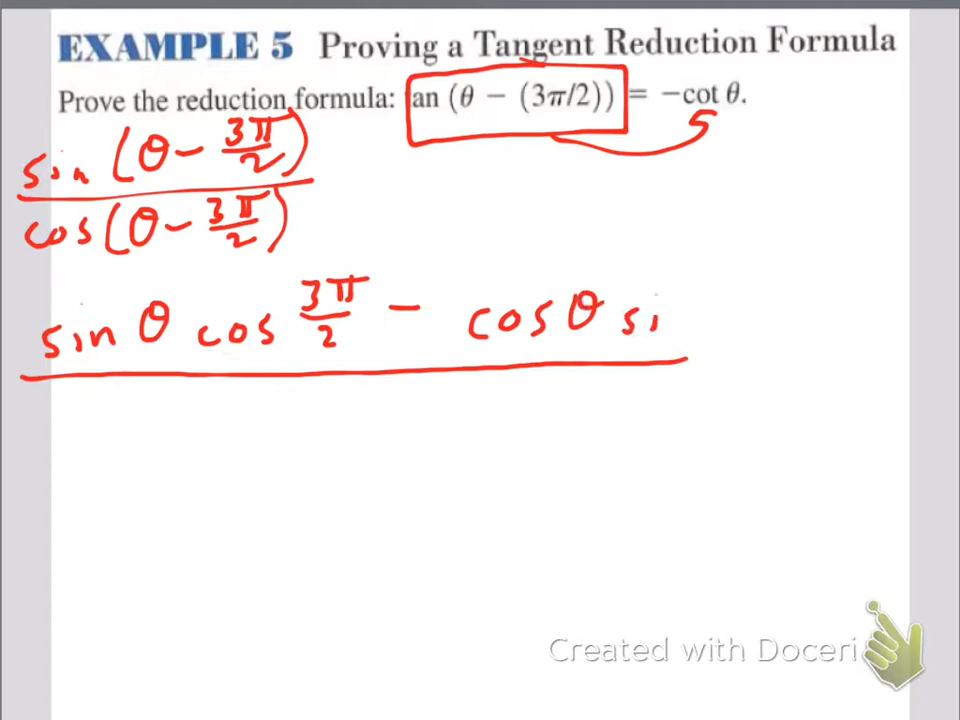 EXAMPLE 5 Proving a Tangent Reduction Formula
Prove the reduction formula: tan (θ − (3π/2)) = −cot θ.
sin (θ − 3π/2)
cos (θ − 3π/2)
sin θ cos 3π/2 − cos θ si
Created with Doceri